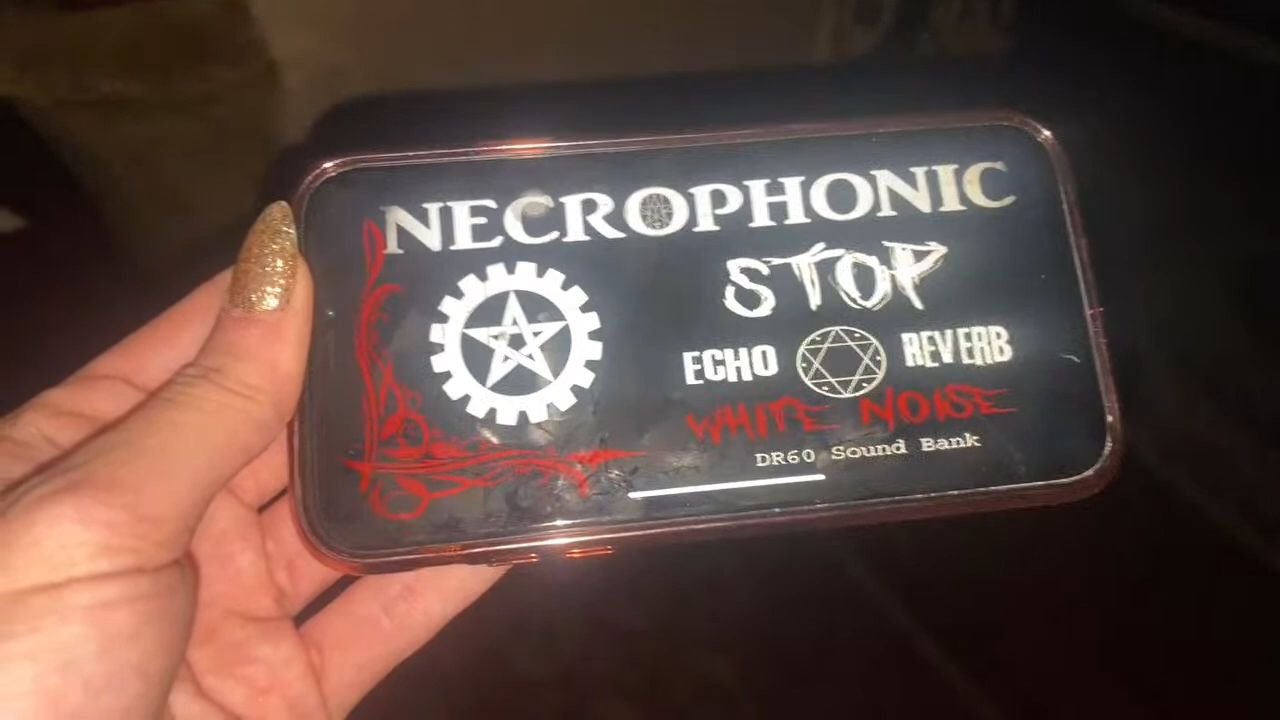 NECROPHONIC
STOP
ECHO REVERB
WHITE NOISE
DR60 Sound Bank